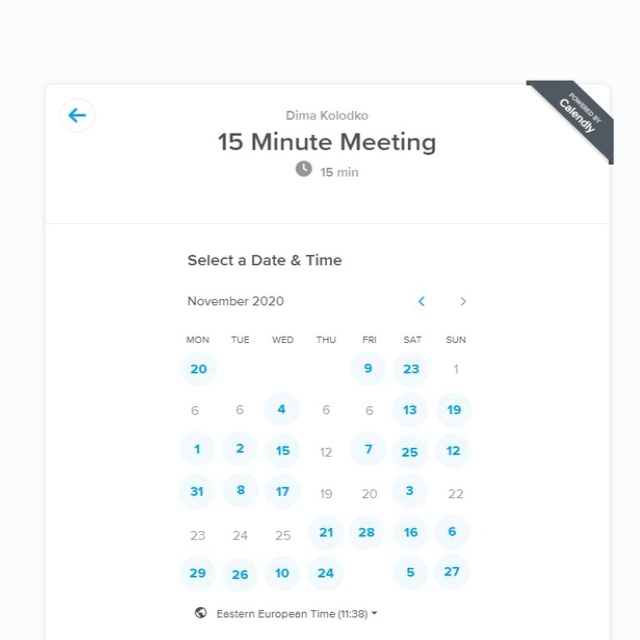 POWERED BY
Calendly
Dima Kolodko
15 Minute Meeting
15 min
Select a Date & Time
November 2020
MON TUE WED THU FRI SAT SUN
20 9 23 1
6 6 4 6 6 13 19
1 2 15 12 7 25 12
31 8 17 19 20 3 22
23 24 25 21 28 16 6
29 26 10 24 5 27
Eastern European Time (11:38)